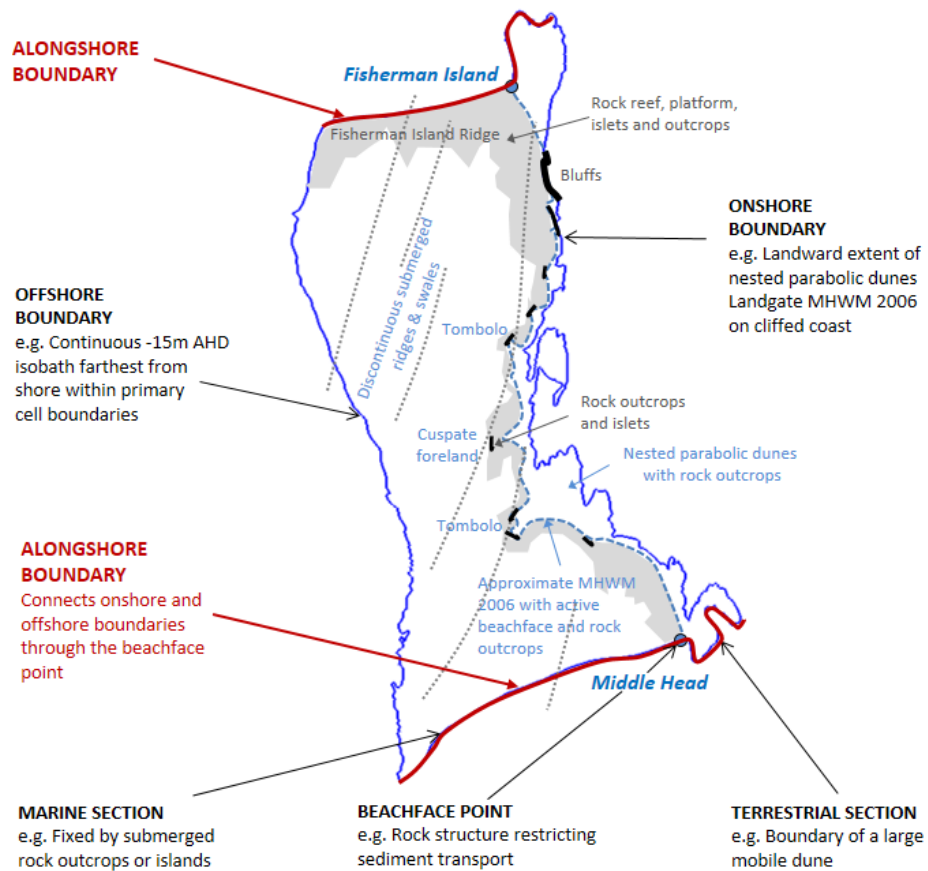 ALONGSHORE
BOUNDARY
Fisherman Island
Rock reef, platform,
islets and outcrops
Fisherman Island Ridge
Bluffs
ONSHORE
BOUNDARY
e.g. Landward extent of
nested parabolic dunes
Landgate MHWM 2006
on cliffed coast
Discontinuous submerged
ridges & swales
OFFSHORE
BOUNDARY
e.g. Continuous -15m AHD
isobath farthest from
shore within primary
cell boundaries
Tombolo
Rock outcrops
and islets
Cuspate
foreland
Nested parabolic dunes
with rock outcrops
Tombolo
ALONGSHORE
BOUNDARY
Connects onshore and
offshore boundaries
through the beachface
point
Approximate MHWM
2006 with active
beachface and rock
outcrops
Middle Head
MARINE SECTION
e.g. Fixed by submerged
rock outcrops or islands
BEACHFACE POINT
e.g. Rock structure restricting
sediment transport
TERRESTRIAL SECTION
e.g. Boundary of a large
mobile dune